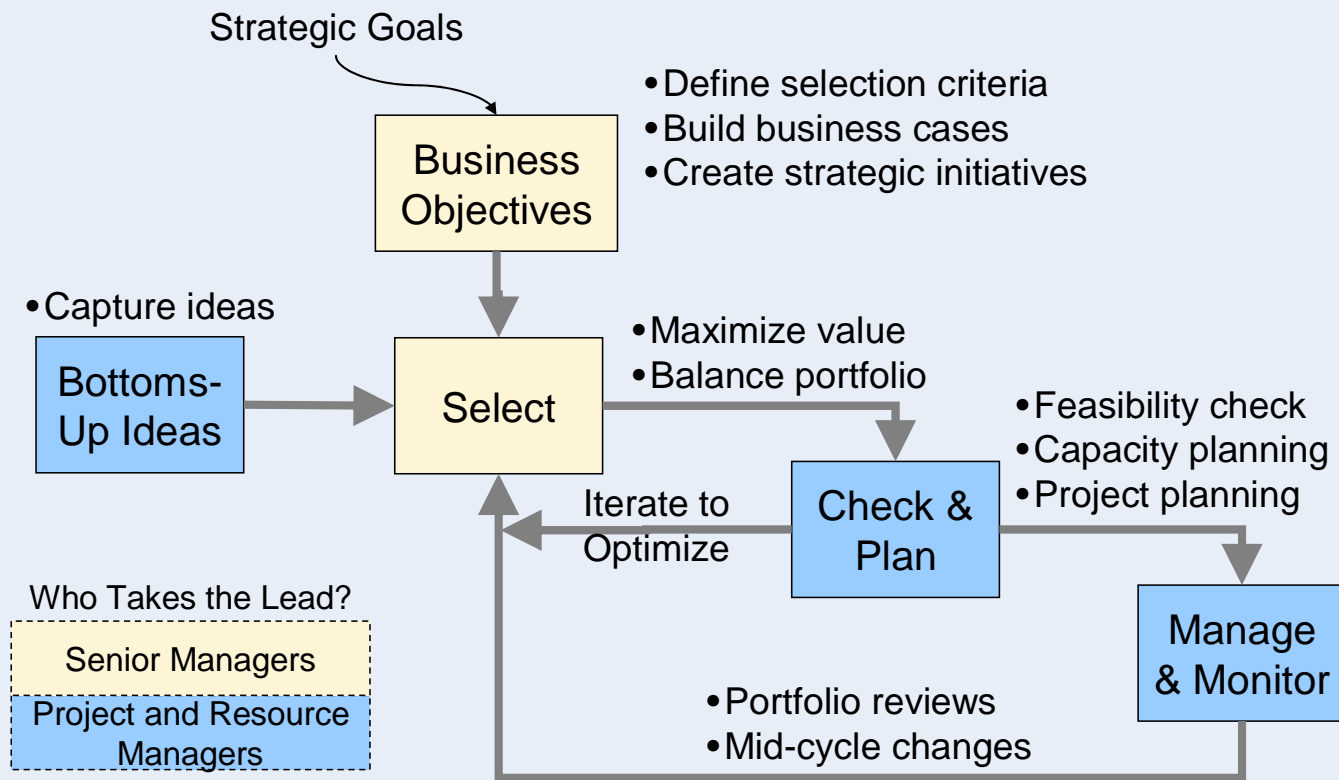 Strategic Goals
Business
Objectives
•Define selection criteria
•Build business cases
•Create strategic initiatives
•Capture ideas
Bottoms-
Up Ideas
Select
•Maximize value
•Balance portfolio
Iterate to
Optimize
Check &
Plan
•Feasibility check
•Capacity planning
•Project planning
Manage
& Monitor
•Portfolio reviews
•Mid-cycle changes
Who Takes the Lead?
Senior Managers
Project and Resource
Managers